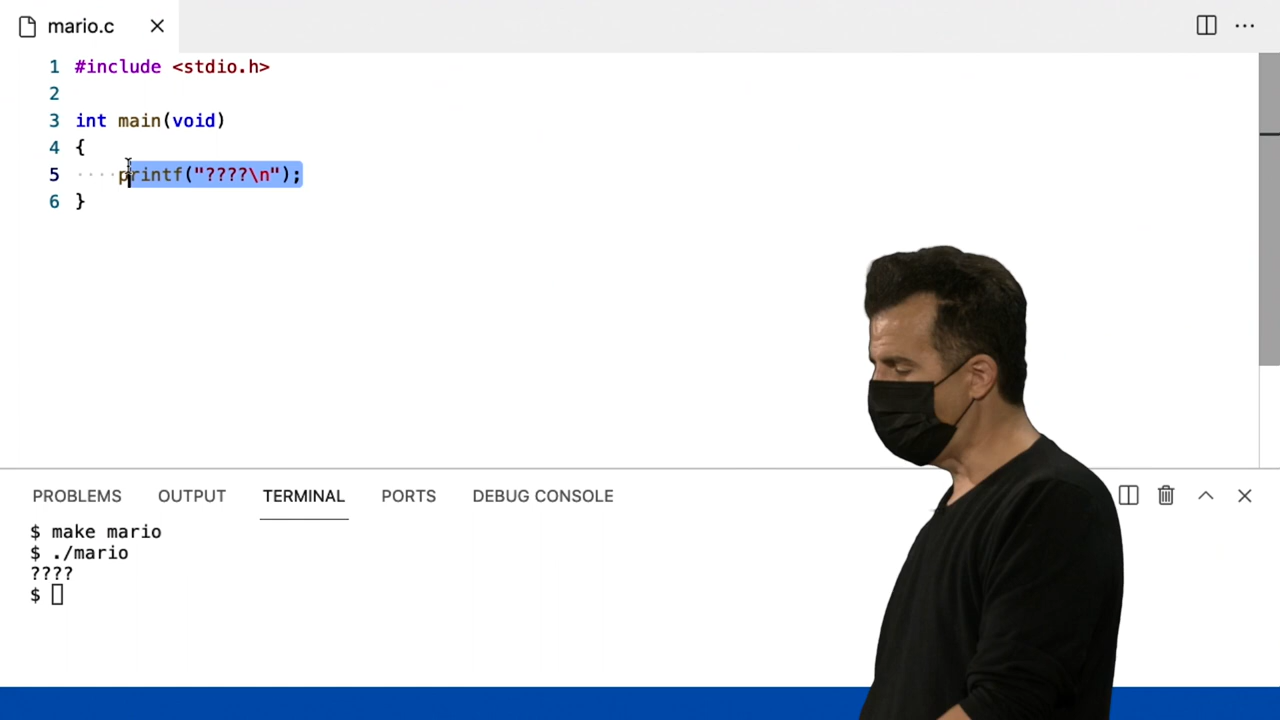 mario.c
1 #include <stdio.h>
2
3 int main(void)
4 {
5 ····printf("????\n");
6 }
PROBLEMS OUTPUT TERMINAL PORTS DEBUG CONSOLE
$ make mario
$ ./mario
????
$